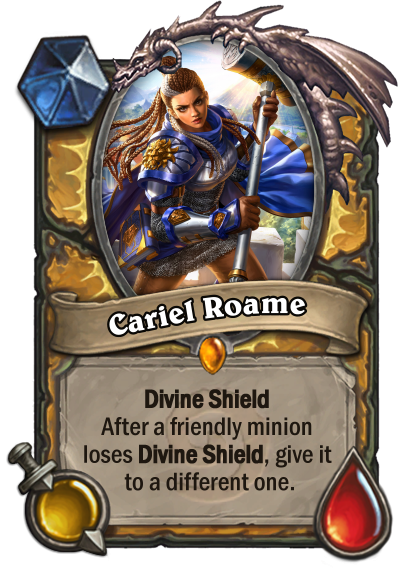 Cariel Roame
Divine Shield
After a friendly minion
loses Divine Shield, give it
to a different one.